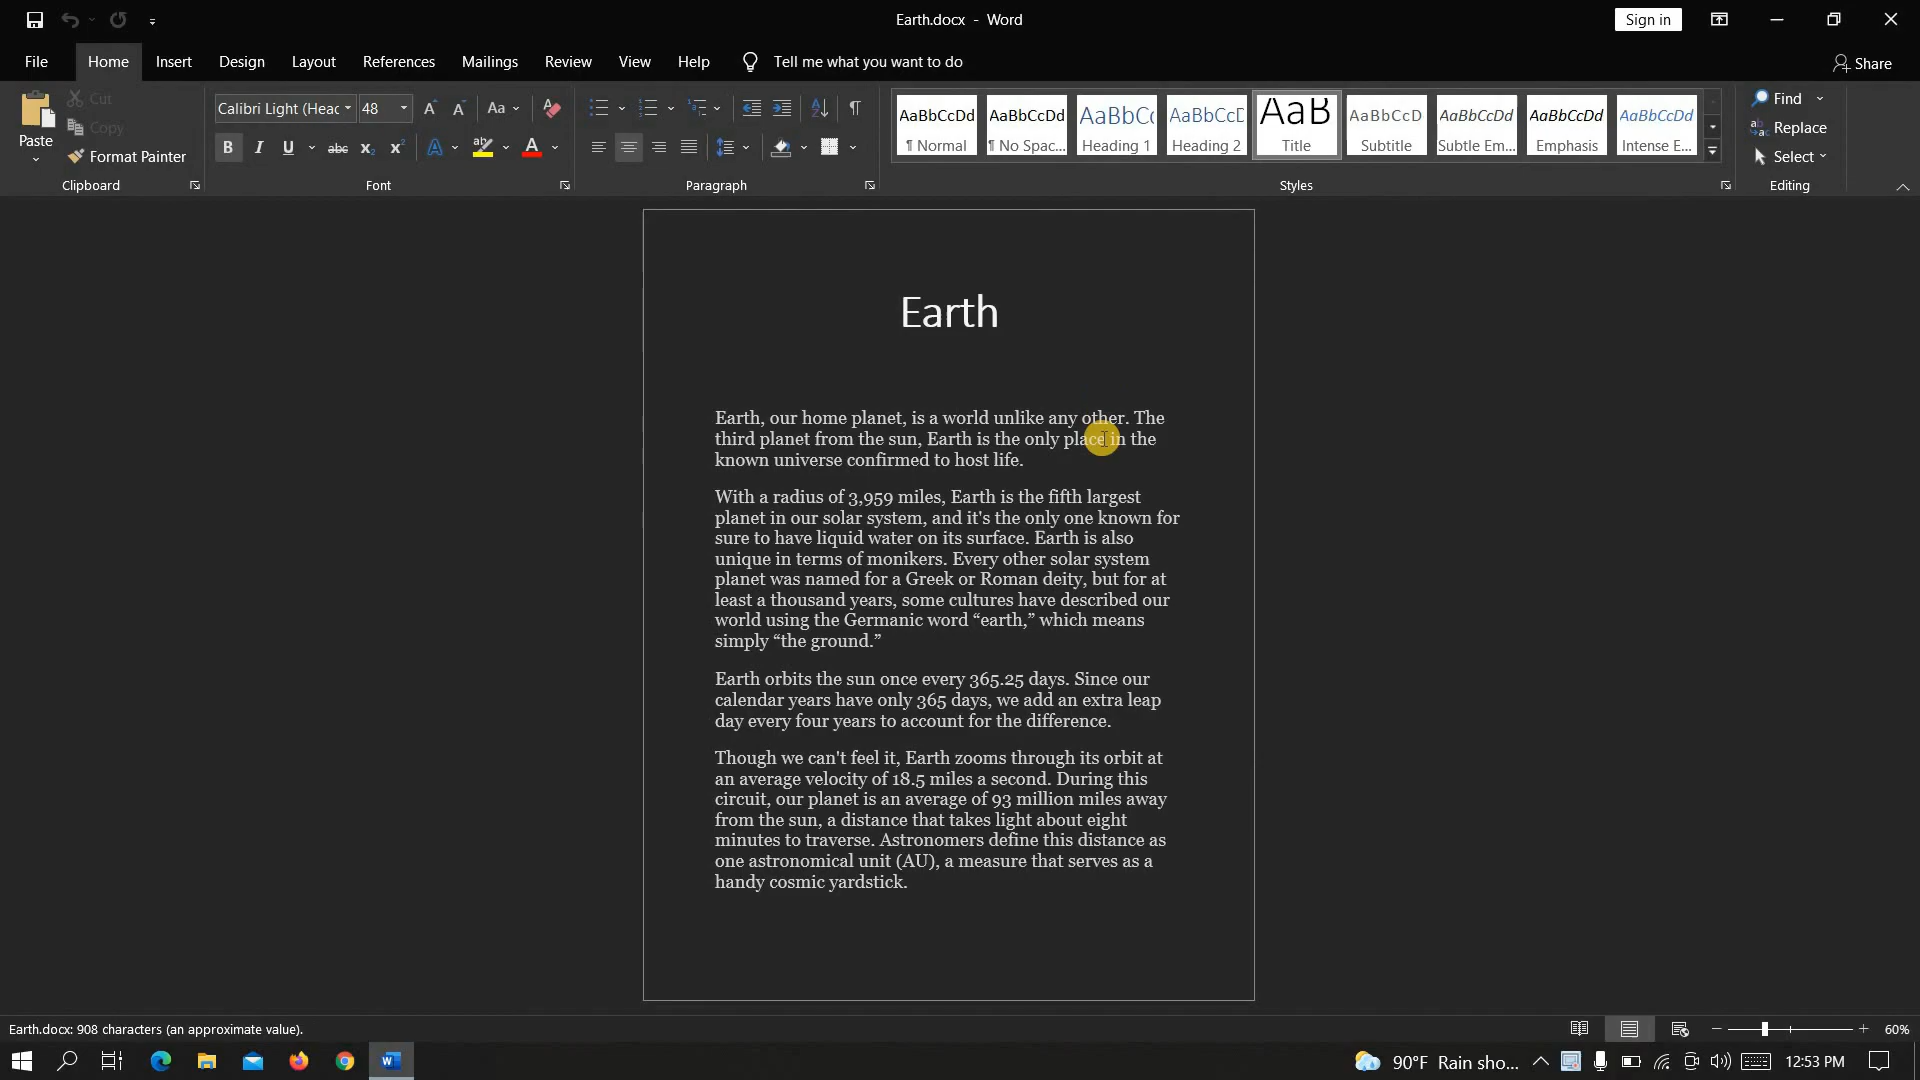 Earth.docx - Word
Sign in
File Home Insert Design Layout References Mailings Review View Help Tell me what you want to do
Share
Paste
Cut
Copy
Format Painter
Clipboard
Calibri Light (Heac 48
Aa
B I U abc x₂ x² A ab A
Font
Paragraph
AaBbCcDd AaBbCcDd AaBbCc AaBbCcD AaB AaBbCcD AaBbCcDd AaBbCcDd AaBbCcDd
¶ Normal ¶ No Spac... Heading 1 Heading 2 Title Subtitle Subtle Em... Emphasis Intense E...
Styles
Find
Replace
Select
Editing
Earth
Earth, our home planet, is a world unlike any other. The
third planet from the sun, Earth is the only place in the
known universe confirmed to host life.
With a radius of 3,959 miles, Earth is the fifth largest
planet in our solar system, and it's the only one known for
sure to have liquid water on its surface. Earth is also
unique in terms of monikers. Every other solar system
planet was named for a Greek or Roman deity, but for at
least a thousand years, some cultures have described our
world using the Germanic word “earth,” which means
simply “the ground.”
Earth orbits the sun once every 365.25 days. Since our
calendar years have only 365 days, we add an extra leap
day every four years to account for the difference.
Though we can't feel it, Earth zooms through its orbit at
an average velocity of 18.5 miles a second. During this
circuit, our planet is an average of 93 million miles away
from the sun, a distance that takes light about eight
minutes to traverse. Astronomers define this distance as
one astronomical unit (AU), a measure that serves as a
handy cosmic yardstick.
Earth.docx: 908 characters (an approximate value).
60%
90°F Rain sho...
12:53 PM